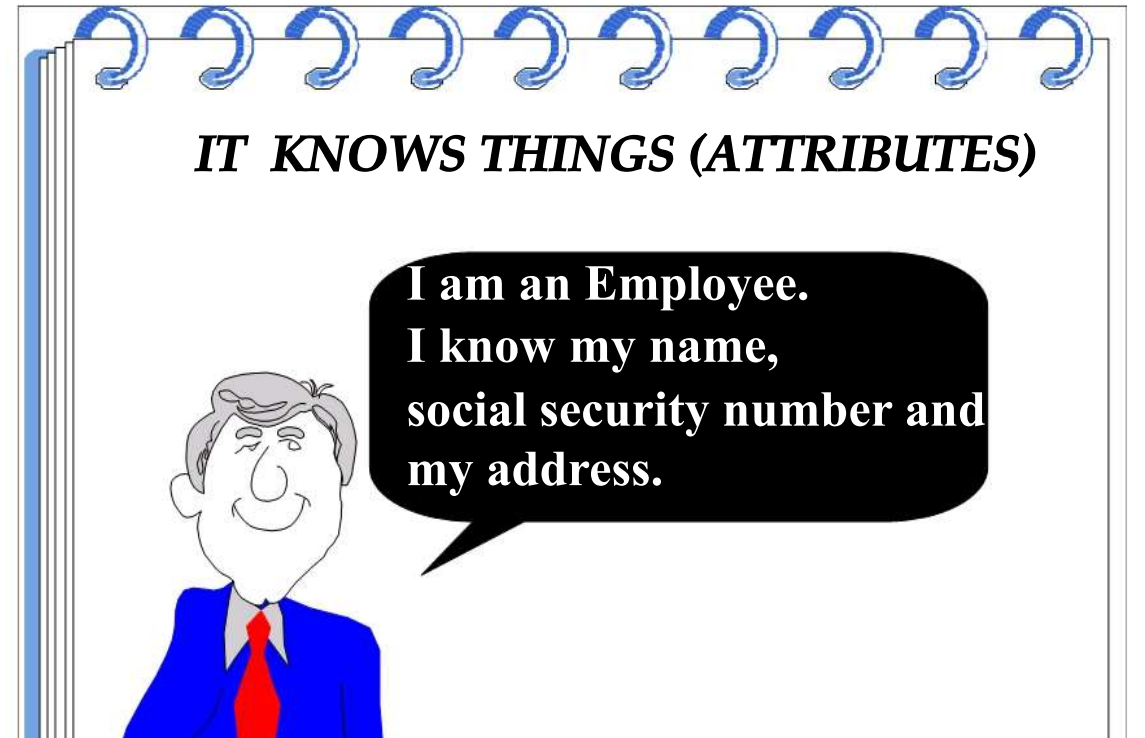 IT KNOWS THINGS (ATTRIBUTES)
I am an Employee.
I know my name,
social security number and
my address.